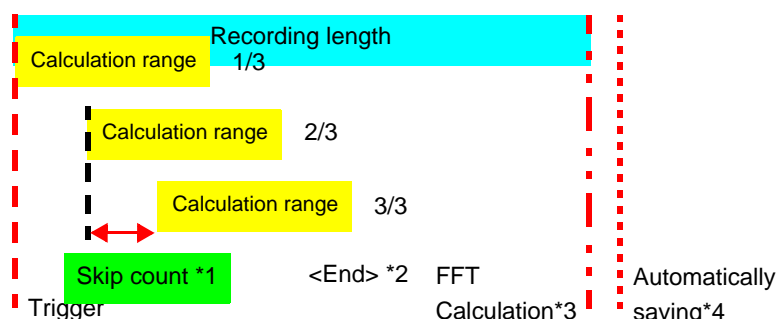 Recording length
Calculation range 1/3
Calculation range 2/3
Calculation range 3/3
Skip count *1
<End> *2
FFT
Calculation*3
Automatically
saving*4
Trigger